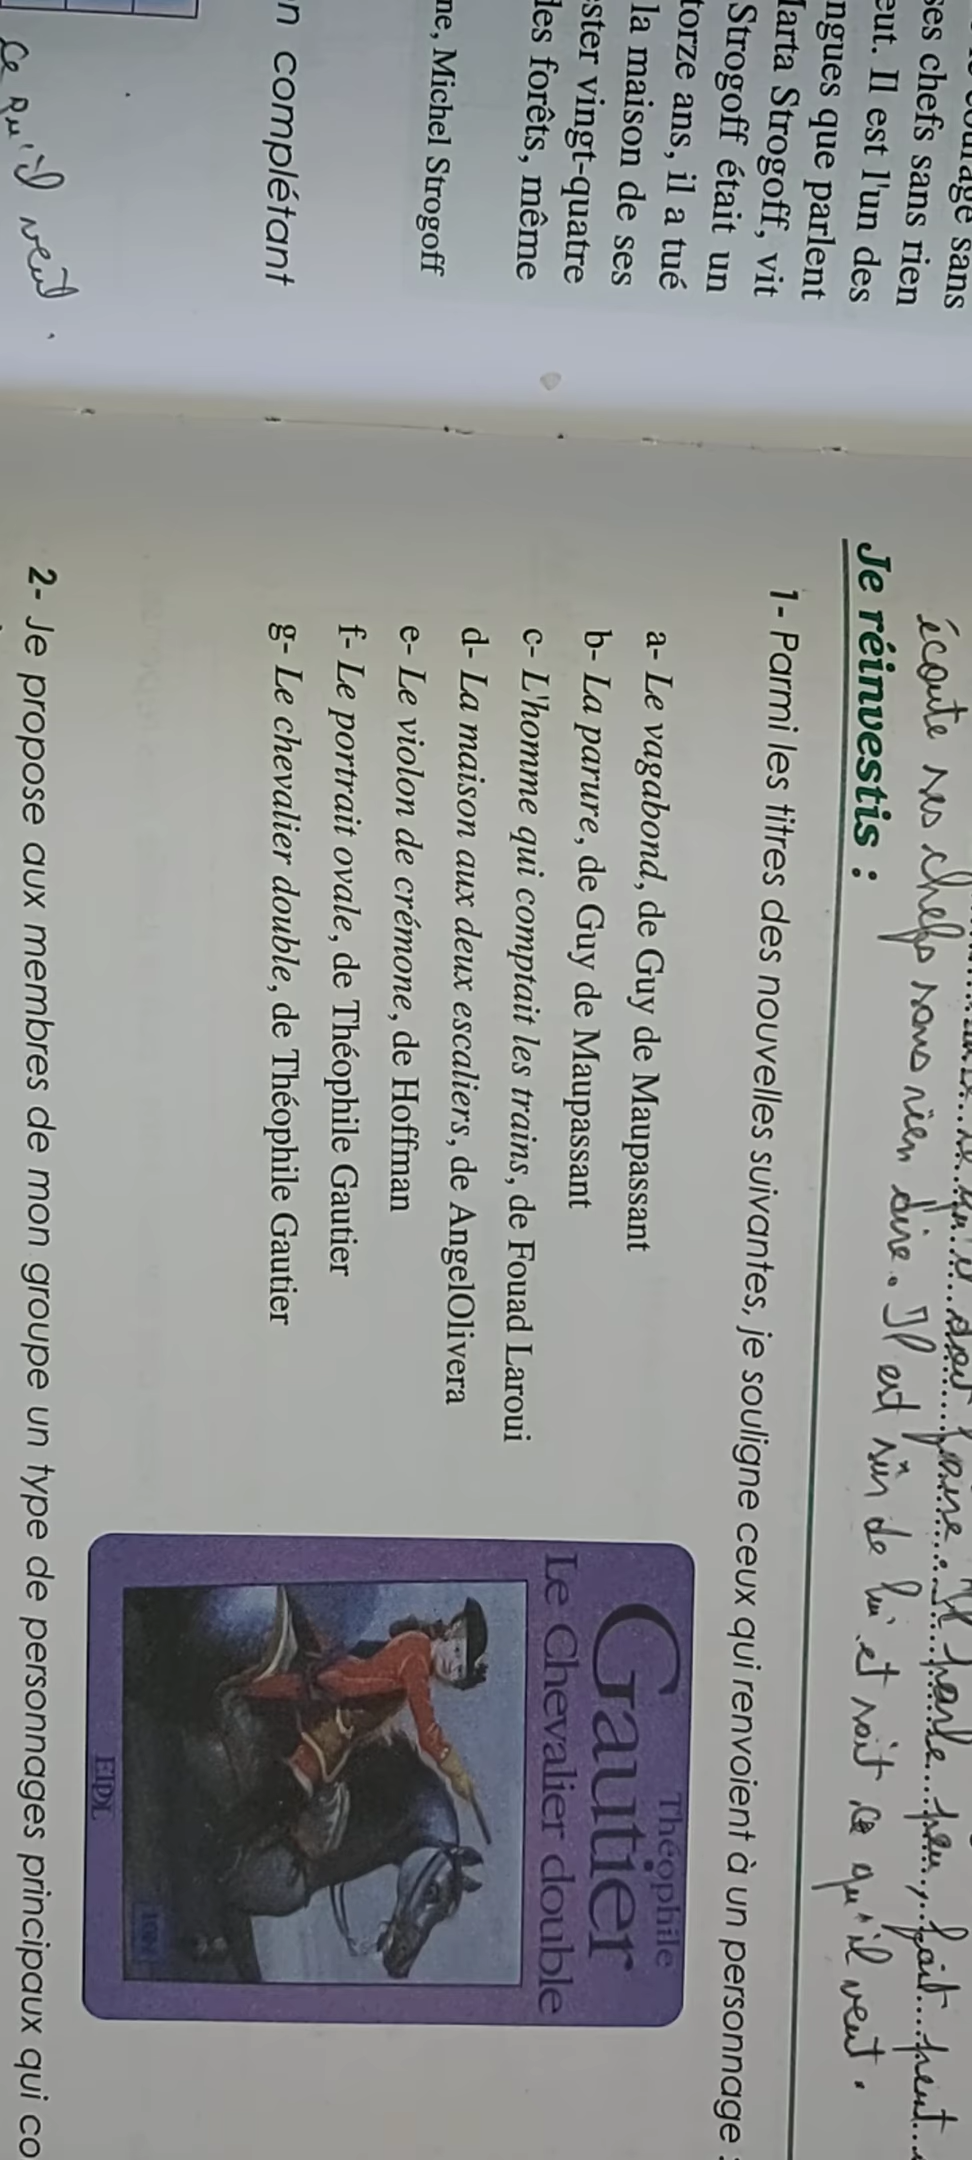 ses chefs sans rien
eut. Il est l'un des
ngues que parlent
Marta Strogoff, vit
Strogoff était un
torze ans, il a tué
la maison de ses
ster vingt-quatre
les forêts, même
ne, Michel Strogoff
n complétant
ce qu'il veut.
écoute ses chefs sans rien dire. Il est sûr de lui et sait ce qu'il veut.
Je réinvestis :
1- Parmi les titres des nouvelles suivantes, je souligne ceux qui renvoient à un personnage :
a- Le vagabond, de Guy de Maupassant
b- La parure, de Guy de Maupassant
c- L'homme qui comptait les trains, de Fouad Laroui
d- La maison aux deux escaliers, de AngelOlivera
e- Le violon de crémone, de Hoffman
f- Le portrait ovale, de Théophile Gautier
g- Le chevalier double, de Théophile Gautier
Théophile
Gautier
Le Chevalier double
2- Je propose aux membres de mon groupe un type de personnages principaux qui co